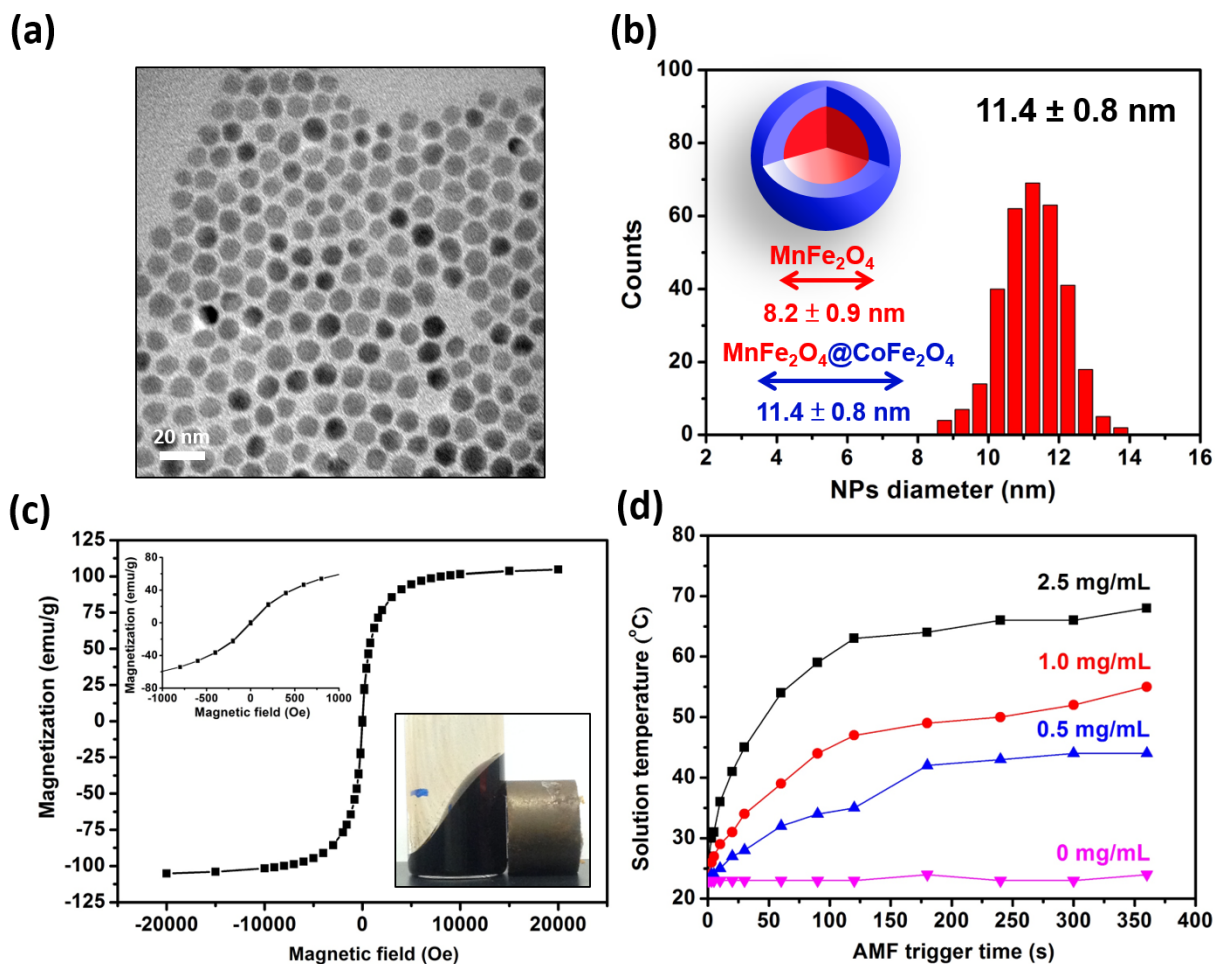 (a)
20 nm
(b)
11.4 ± 0.8 nm
MnFe₂O₄
8.2 ± 0.9 nm
MnFe₂O₄@CoFe₂O₄
11.4 ± 0.8 nm
Counts
100
80
60
40
20
0
2 4 6 8 10 12 14 16
NPs diameter (nm)
(c)
Magnetization (emu/g)
125
100
75
50
25
0
-25
-50
-75
-100
-125
-20000 -10000 0 10000 20000
Magnetic field (Oe)
Magnetization (emu/g)
80
40
0
-40
-80
-1000 -500 0 500 1000
Magnetic field (Oe)
(d)
Solution temperature (°C)
80
70
60
50
40
30
20
2.5 mg/mL
1.0 mg/mL
0.5 mg/mL
0 mg/mL
0 50 100 150 200 250 300 350 400
AMF trigger time (s)